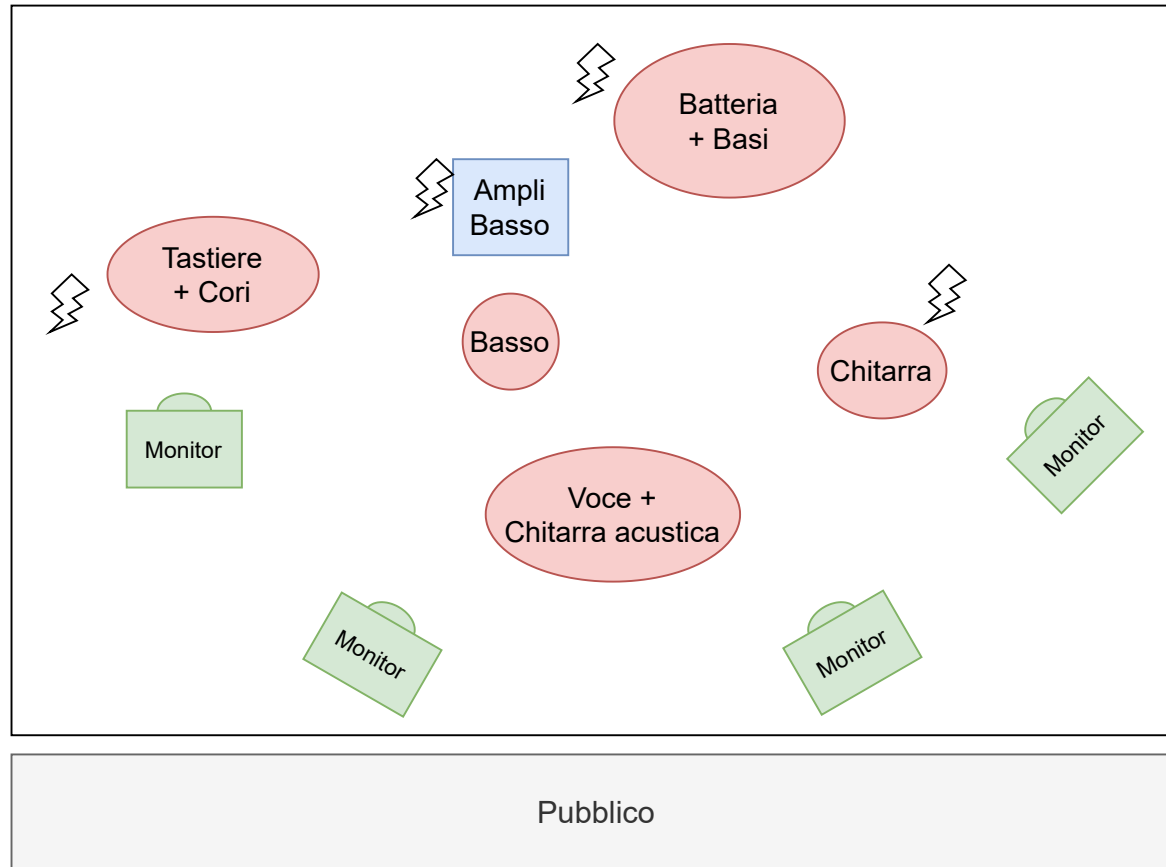 Batteria
+ Basi
Ampli
Basso
Tastiere
+ Cori
Basso
Chitarra
Monitor
Monitor
Voce +
Chitarra acustica
Monitor
Monitor
Pubblico